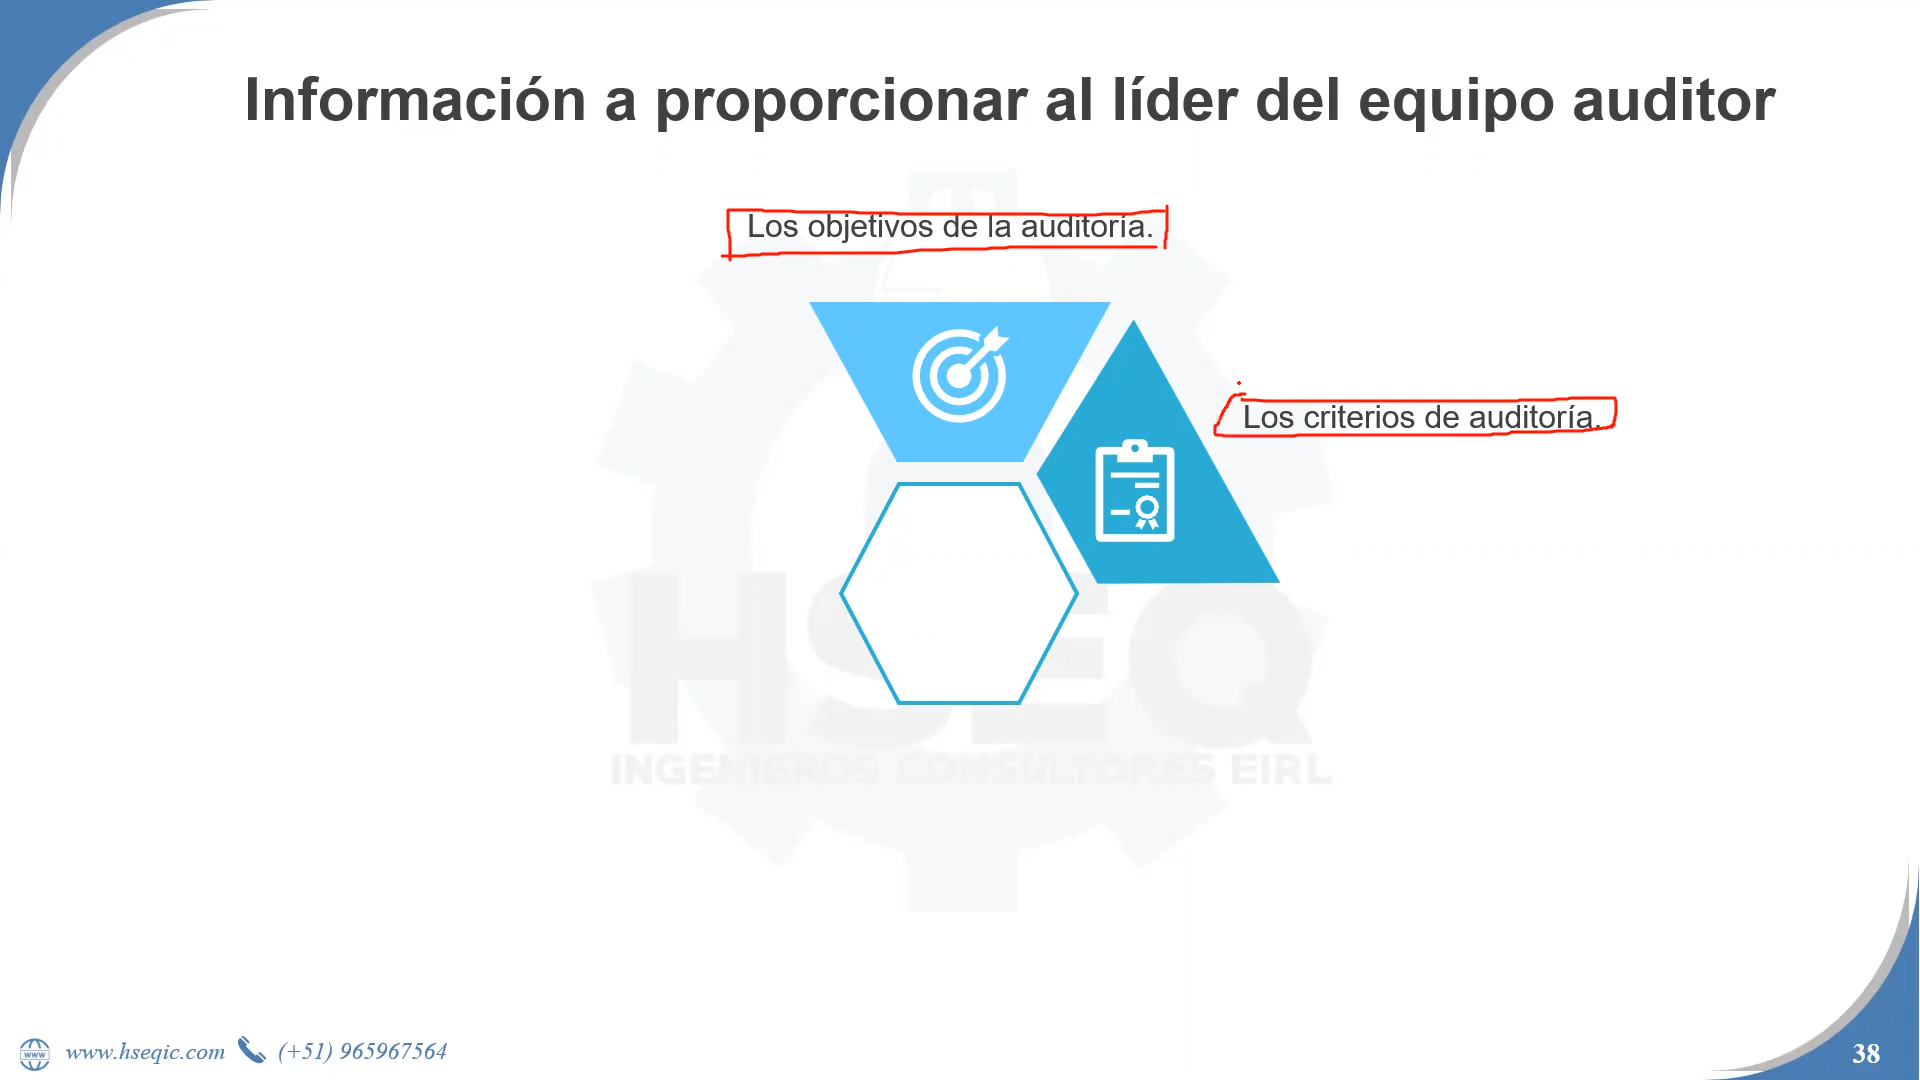 Información a proporcionar al líder del equipo auditor
Los objetivos de la auditoría.
Los criterios de auditoría.
HSEQ
INGENIEROS CONSULTORES EIRL
www
www.hseqic.com (+51) 965967564
38